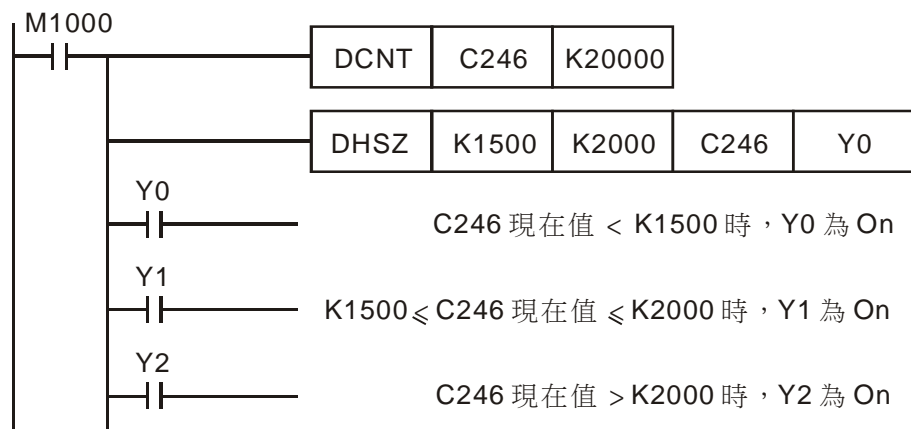 M1000
DCNT C246 K20000
DHSZ K1500 K2000 C246 Y0
Y0
C246 現在值 < K1500 時，Y0 為 On
Y1
K1500≤C246 現在值 ≤K2000 時，Y1 為 On
Y2
C246 現在值 > K2000 時，Y2 為 On